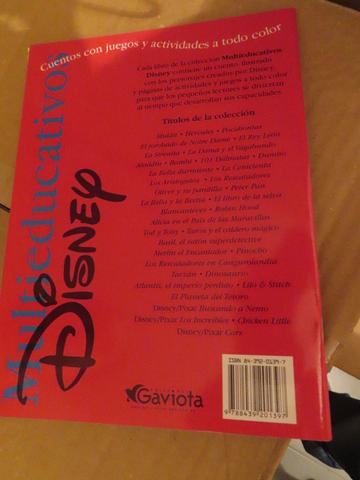 Cuentos con juegos y actividades a todo color
Multieducativos
DISNEY
Cada libro de la colección Multieducativos
Disney contiene un cuento, ilustrado
con los personajes creados por Disney,
y páginas de actividades y juegos a todo color
para que los pequeños lectores se diviertan
al tiempo que desarrollan sus capacidades.
Títulos de la colección
Mulán • Hércules • Pocahontas
El jorobado de Notre Dame • El Rey León
La Sirenita • La Dama y el Vagabundo
Aladdín • Bambi • 101 Dálmatas • Dumbo
La Bella durmiente • La Cenicienta
Los Aristogatos • Los Rescatadores
Oliver y su pandilla • Peter Pan
La Bella y la Bestia • El libro de la selva
Blancanieves • Robin Hood
Alicia en el País de las Maravillas
Tod y Toby • Taron y el caldero mágico
Basil, el ratón superdetective
Merlín el Encantador • Pinocho
Los Rescatadores en Cangurolandia
Tarzán • Dinosaurio
Atlantis, el imperio perdido • Lilo & Stitch
El Planeta del Tesoro
Disney/Pixar Buscando a Nemo
Disney/Pixar Los Increíbles • Chicken Little
Disney/Pixar Cars
ISBN 84-392-0139-7
9 788439 201397
Gaviota